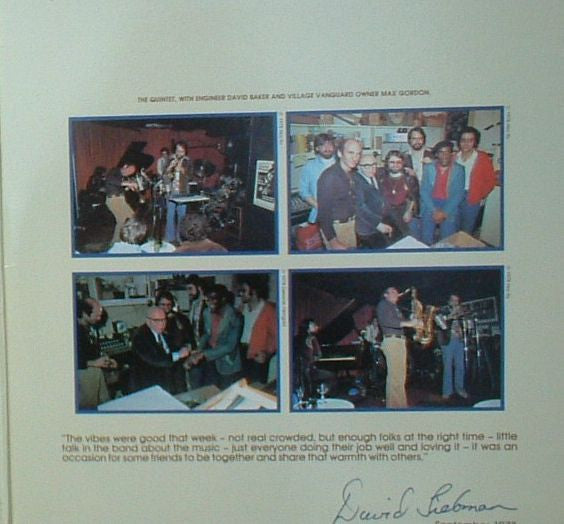 THE QUINTET, WITH ENGINEER DAVID BAKER AND VILLAGE VANGUARD OWNER MAX GORDON.
"The vibes were good that week – not real crowded, but enough folks at the right time – little
talk in the band about the music – just everyone doing their job well and loving it – it was an
occasion for some friends to be together and share that warmth with others."
David Liebman
September